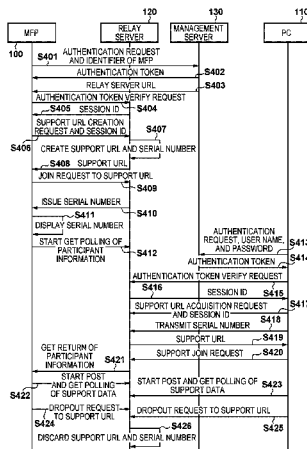 120
130
110
MFP
RELAY SERVER
MANAGEMENT SERVER
PC
100
S401
AUTHENTICATION REQUEST
AND IDENTIFIER OF MFP
AUTHENTICATION TOKEN
S402
RELAY SERVER URL
S403
AUTHENTICATION TOKEN VERIFY REQUEST
S405
SESSION ID
S404
SUPPORT URL CREATION
REQUEST AND SESSION ID
S406
S407
CREATE SUPPORT URL AND SERIAL NUMBER
S408
SUPPORT URL
JOIN REQUEST TO SUPPORT URL
S409
ISSUE SERIAL NUMBER
S410
S411
DISPLAY SERIAL NUMBER
START GET POLLING OF
PARTICIPANT
INFORMATION
S412
AUTHENTICATION
REQUEST, USER NAME,
AND PASSWORD
S413
AUTHENTICATION TOKEN
S414
AUTHENTICATION TOKEN VERIFY REQUEST
S415
S416
SESSION ID
SUPPORT URL ACQUISITION REQUEST
AND SESSION ID
S417
TRANSMIT SERIAL NUMBER
S418
SUPPORT URL
S419
SUPPORT JOIN REQUEST
S420
GET RETURN OF
PARTICIPANT
INFORMATION
S421
START POST
AND GET POLLING OF
SUPPORT DATA
S422
START POST AND GET POLLING OF
SUPPORT DATA
S423
DROPOUT REQUEST
TO SUPPORT URL
S424
DROPOUT REQUEST TO SUPPORT URL
S425
S426
DISCARD SUPPORT URL AND SERIAL NUMBER